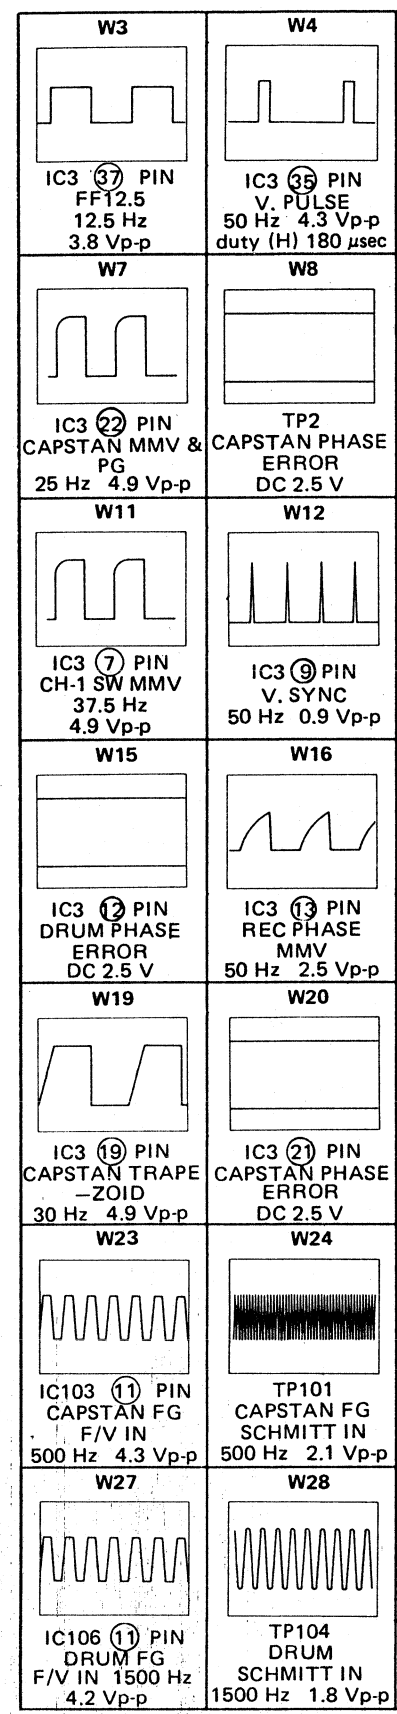 W3
IC3 37 PIN
FF12.5
12.5 Hz
3.8 Vp-p
W4
IC3 35 PIN
V. PULSE
50 Hz 4.3 Vp-p
duty (H) 180 μsec
W7
IC3 22 PIN
CAPSTAN MMV &
PG
25 Hz 4.9 Vp-p
W8
TP2
CAPSTAN PHASE
ERROR
DC 2.5 V
W11
IC3 7 PIN
CH-1 SW MMV
37.5 Hz
4.9 Vp-p
W12
IC3 9 PIN
V. SYNC
50 Hz 0.9 Vp-p
W15
IC3 12 PIN
DRUM PHASE
ERROR
DC 2.5 V
W16
IC3 13 PIN
REC PHASE
MMV
50 Hz 2.5 Vp-p
W19
IC3 19 PIN
CAPSTAN TRAPE
-ZOID
30 Hz 4.9 Vp-p
W20
IC3 21 PIN
CAPSTAN PHASE
ERROR
DC 2.5 V
W23
IC103 11 PIN
CAPSTAN FG
F/V IN
500 Hz 4.3 Vp-p
W24
TP101
CAPSTAN FG
SCHMITT IN
500 Hz 2.1 Vp-p
W27
IC106 11 PIN
DRUM FG
F/V IN 1500 Hz
4.2 Vp-p
W28
TP104
DRUM
SCHMITT IN
1500 Hz 1.8 Vp-p